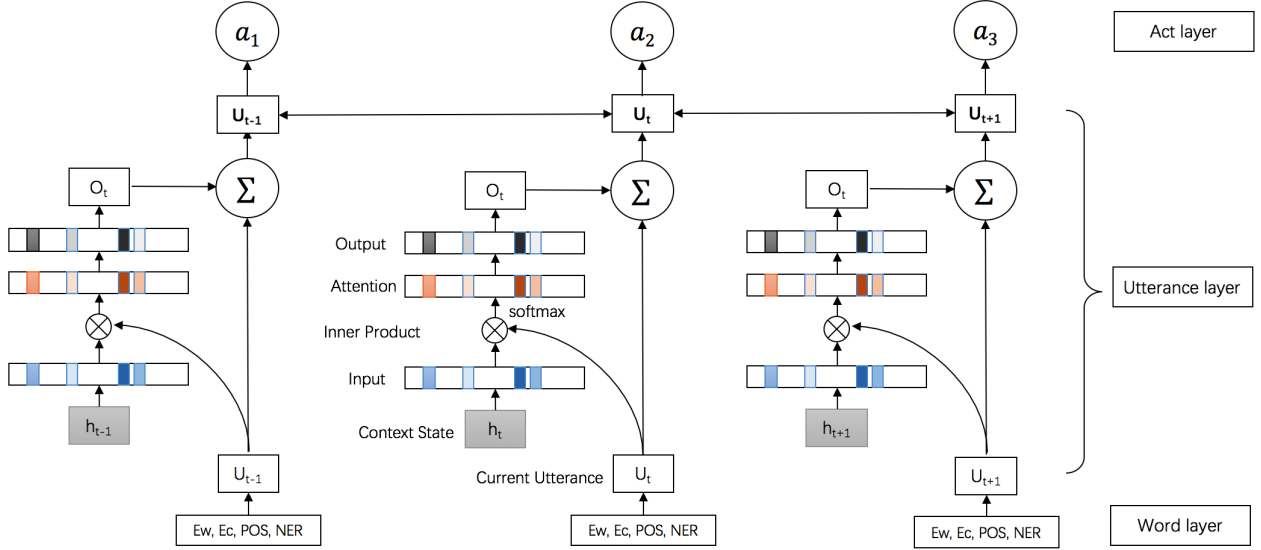 a1 a2 a3 Act layer
Ut-1 Ut Ut+1
Σ Σ Σ
Ot Ot Ot
Output
Attention
Utterance layer
softmax
Inner Product
Input
Context State
ht-1 ht ht+1
Current Utterance
Ut-1 Ut Ut+1
Ew, Ec, POS, NER Ew, Ec, POS, NER Ew, Ec, POS, NER Word layer